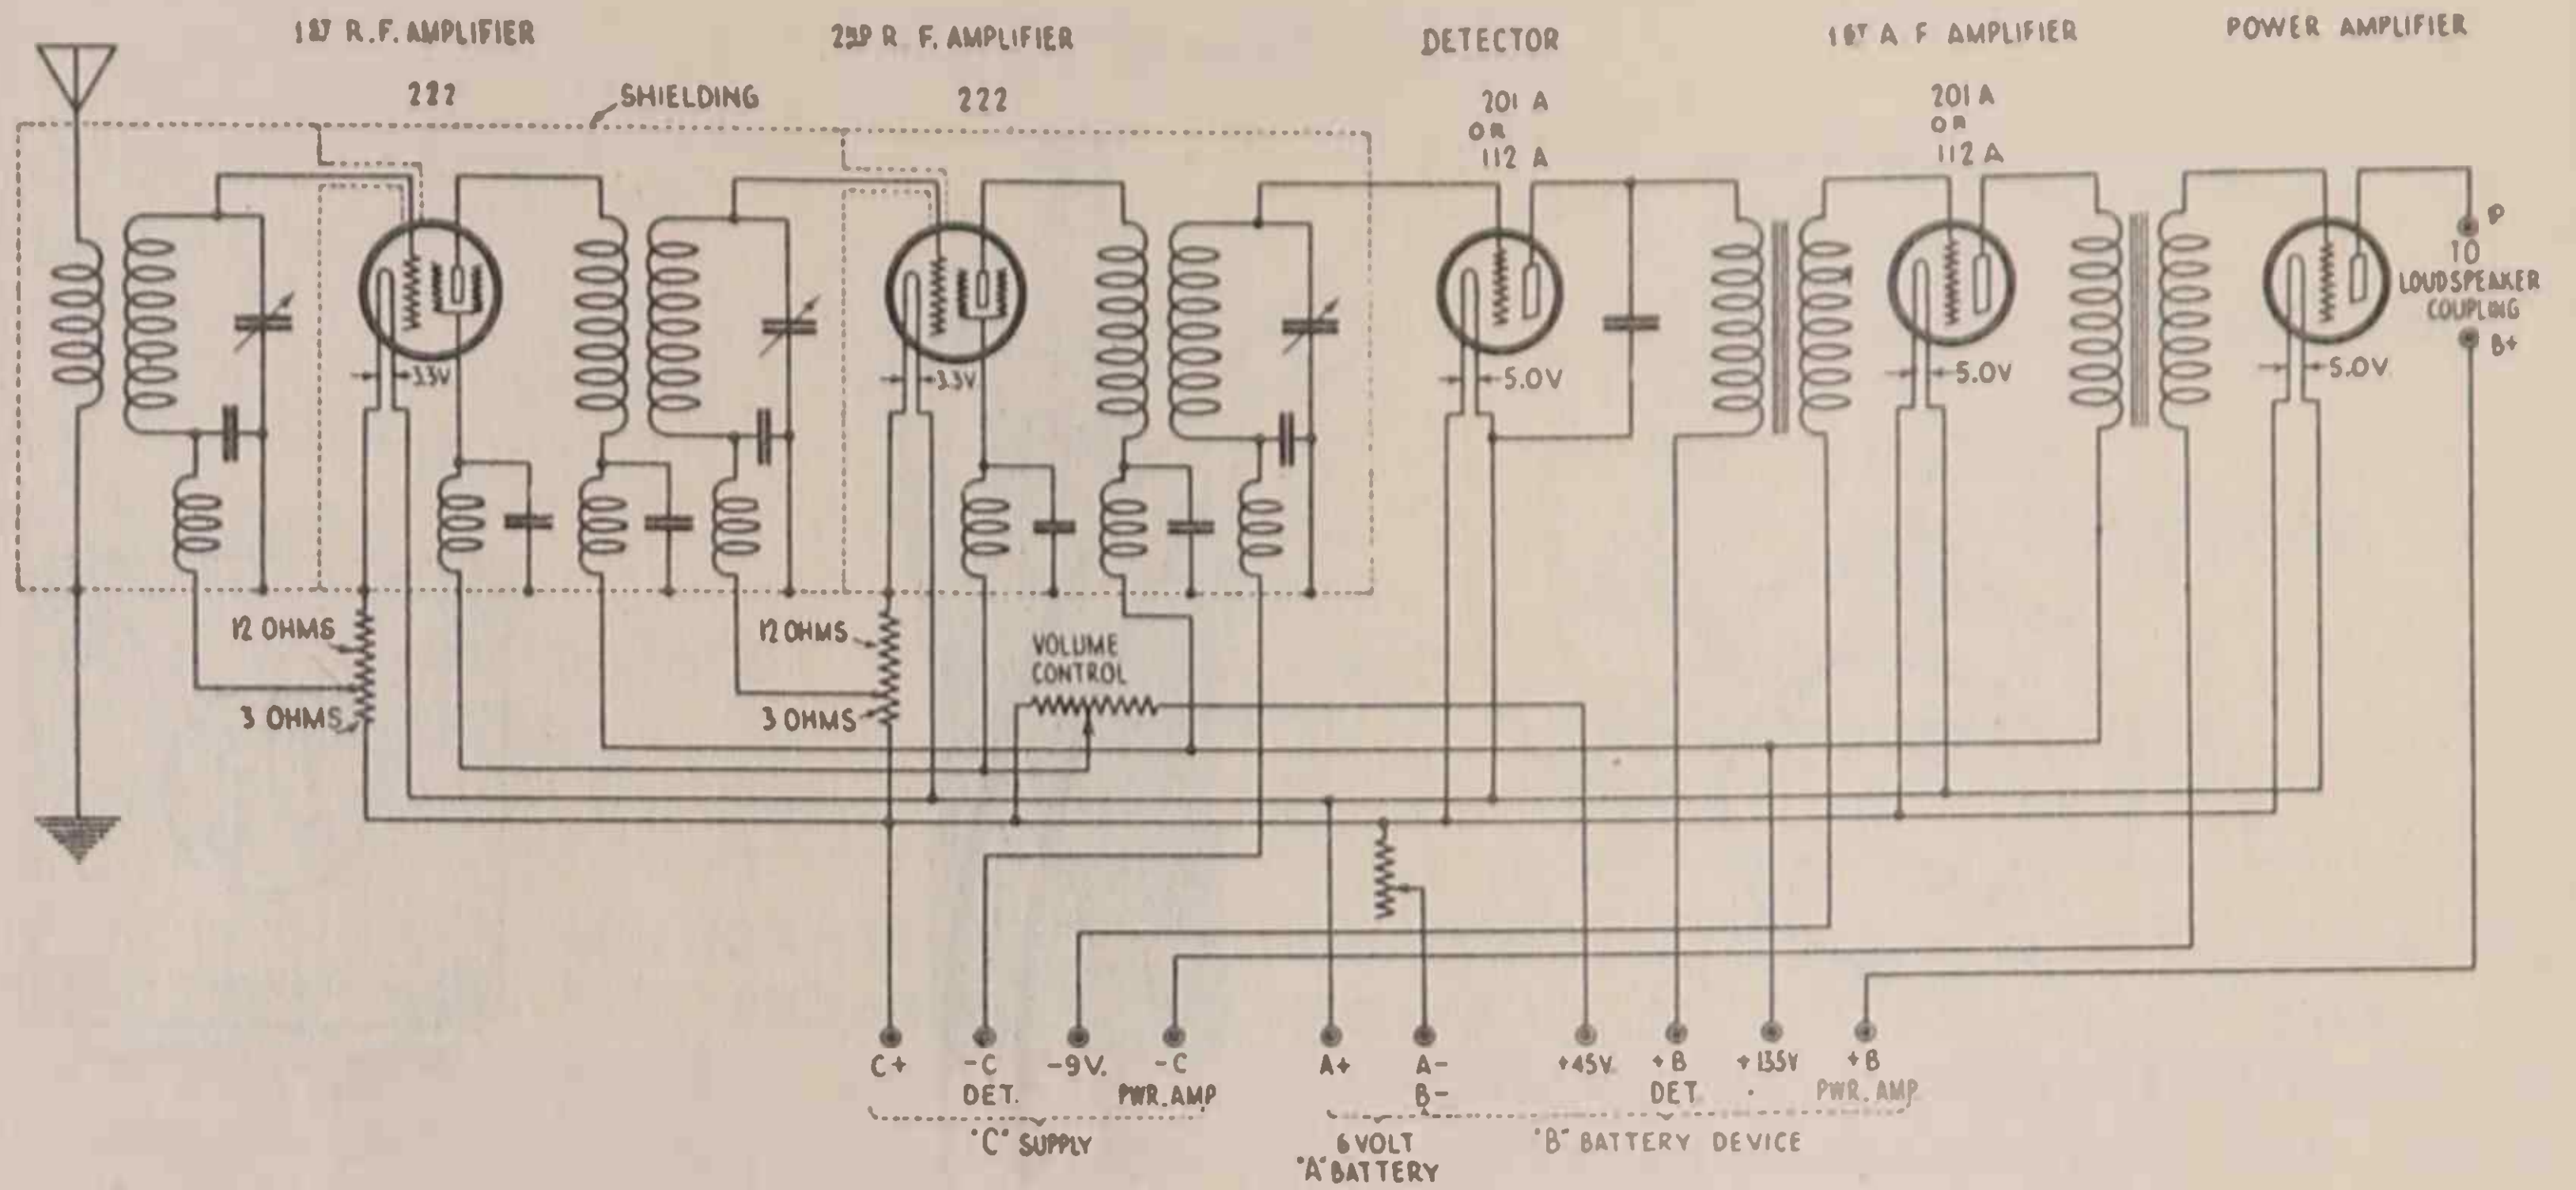 1ST R.F. AMPLIFIER
2ND R F. AMPLIFIER
DETECTOR
1ST A F AMPLIFIER
POWER AMPLIFIER
222
SHIELDING
222
201 A
OR
112 A
201 A
OR
112 A
3.3V
3.3V
5.0V
5.0V
5.0V
P
TO
LOUDSPEAKER
COUPLING
B+
12 OHMS
3 OHMS
12 OHMS
3 OHMS
VOLUME
CONTROL
C+
-C
DET.
-9V.
-C
PWR. AMP
"C" SUPPLY
A+
A-
B-
6 VOLT
"A" BATTERY
+45V.
+B
DET
+135V
+B
PWR. AMP
"B" BATTERY DEVICE